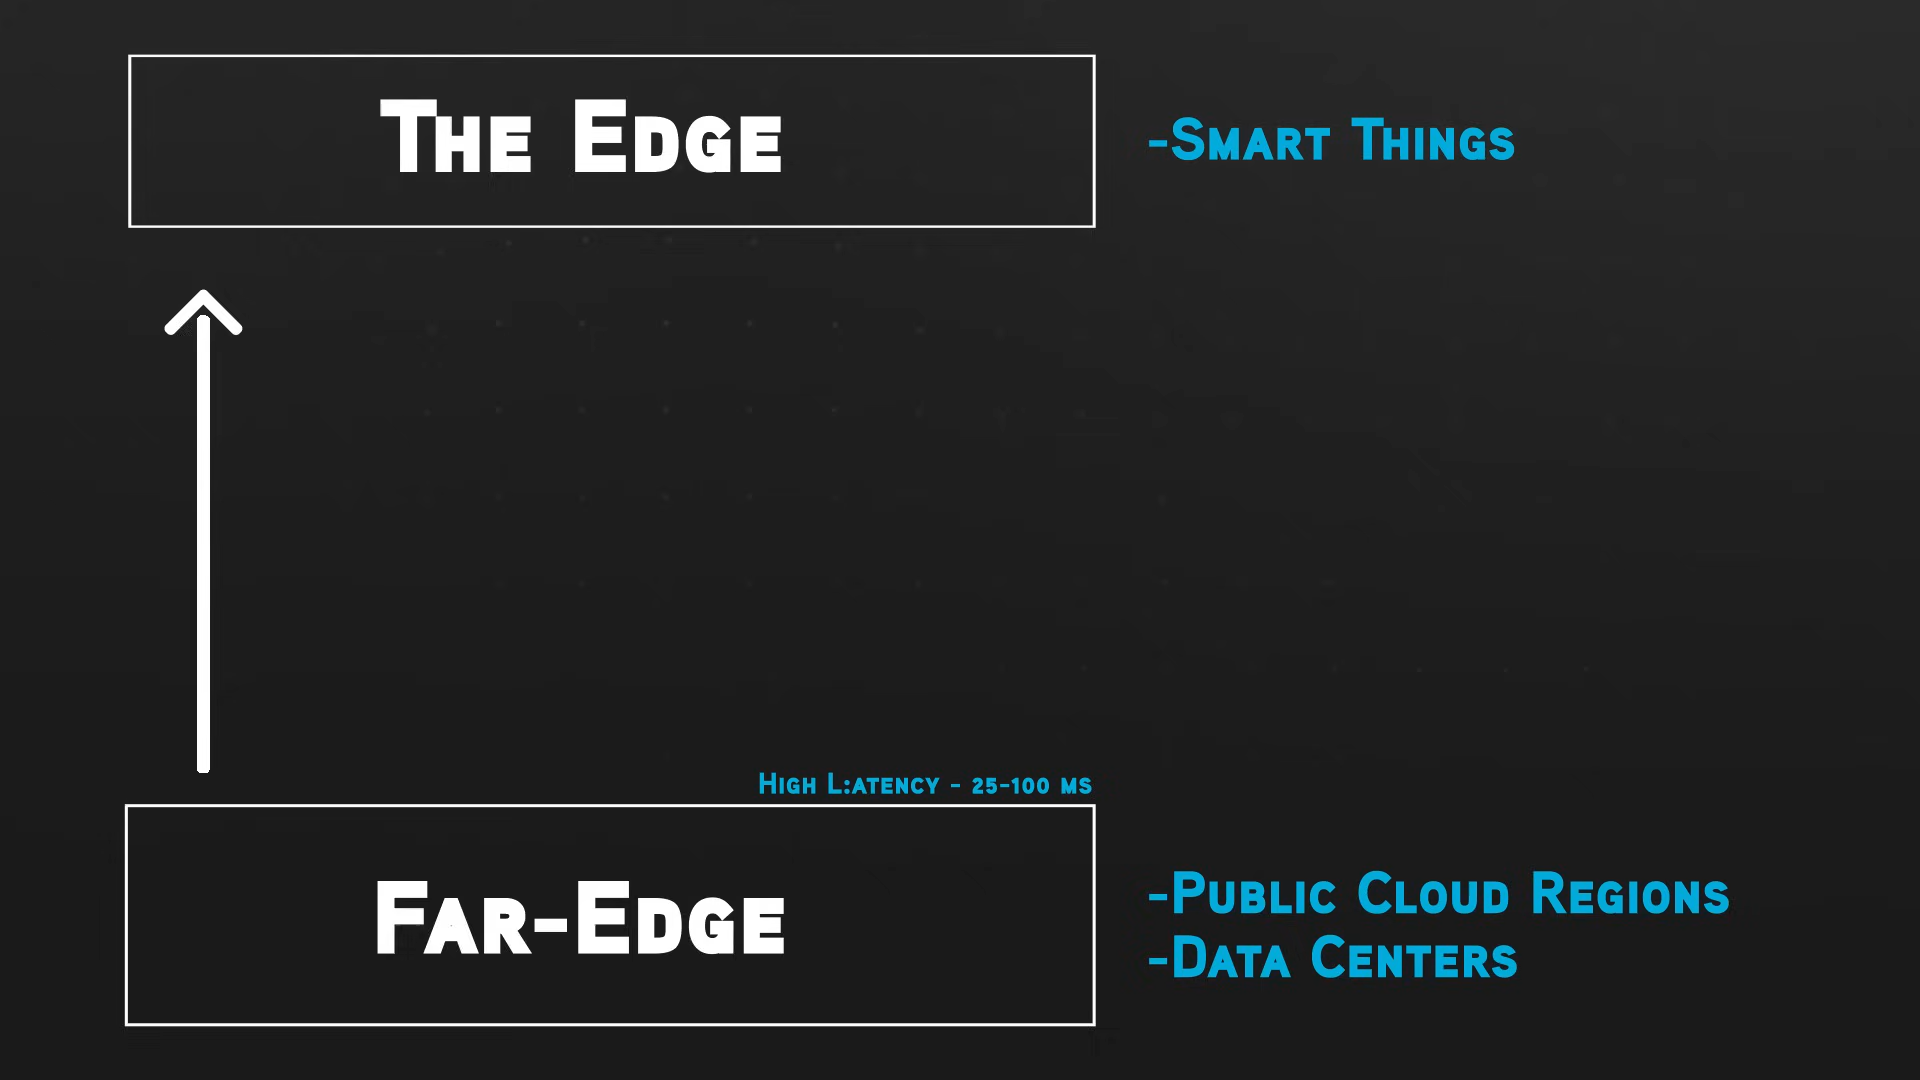 The Edge
-Smart Things
High L:atency - 25-100 ms
Far-Edge
-Public Cloud Regions
-Data Centers